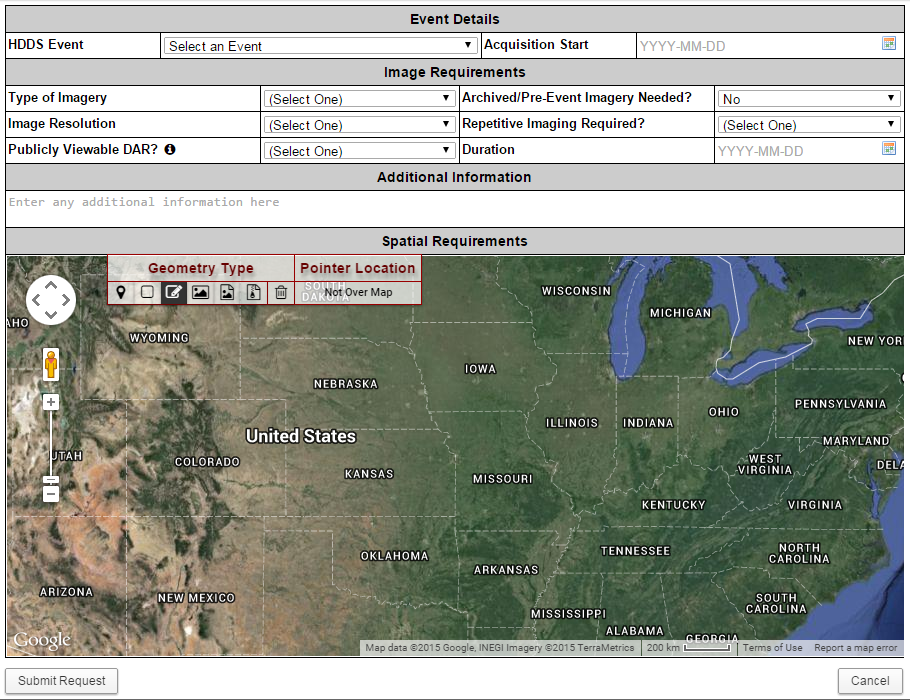 Event Details
HDDS Event Select an Event Acquisition Start YYYY-MM-DD
Image Requirements
Type of Imagery (Select One) Archived/Pre-Event Imagery Needed? No
Image Resolution (Select One) Repetitive Imaging Required? (Select One)
Publicly Viewable DAR? (Select One) Duration YYYY-MM-DD
Additional Information
Enter any additional information here
Spatial Requirements
Geometry Type Pointer Location
Not Over Map
SOUTH
DAKOTA
WISCONSIN
MICHIGAN
AHO
WYOMING
NEW YOR
IOWA
NEBRASKA
PENNSYLVANIA
OHIO
ILLINOIS
INDIANA
United States
MARYLAND
UTAH
COLORADO
WEST
VIRGINIA
DELA
KANSAS
MISSOURI
KENTUCKY
VIRGINIA
TENNESSEE
NORTH
CAROLINA
OKLAHOMA
ARKANSAS
ARIZONA
NEW MEXICO
SOUTH
CAROLINA
MISSISSIPPI
ALABAMA
GEORGIA
Google
Map data ©2015 Google, INEGI Imagery ©2015 TerraMetrics 200 km Terms of Use Report a map error
Submit Request Cancel